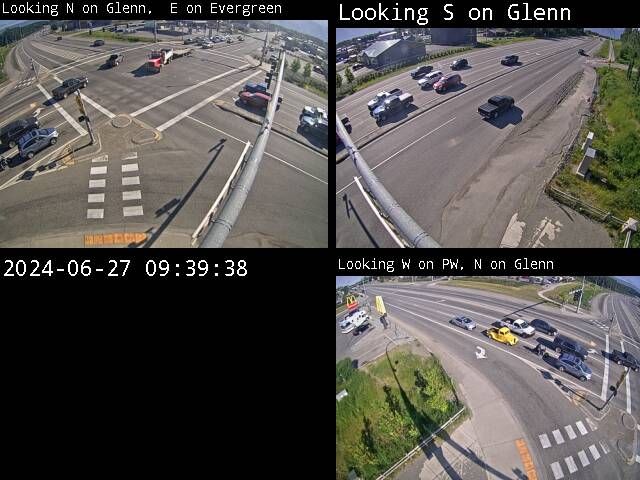 Looking N on Glenn, E on Evergreen
Looking S on Glenn
2024-06-27 09:39:38
Looking W on PW, N on Glenn